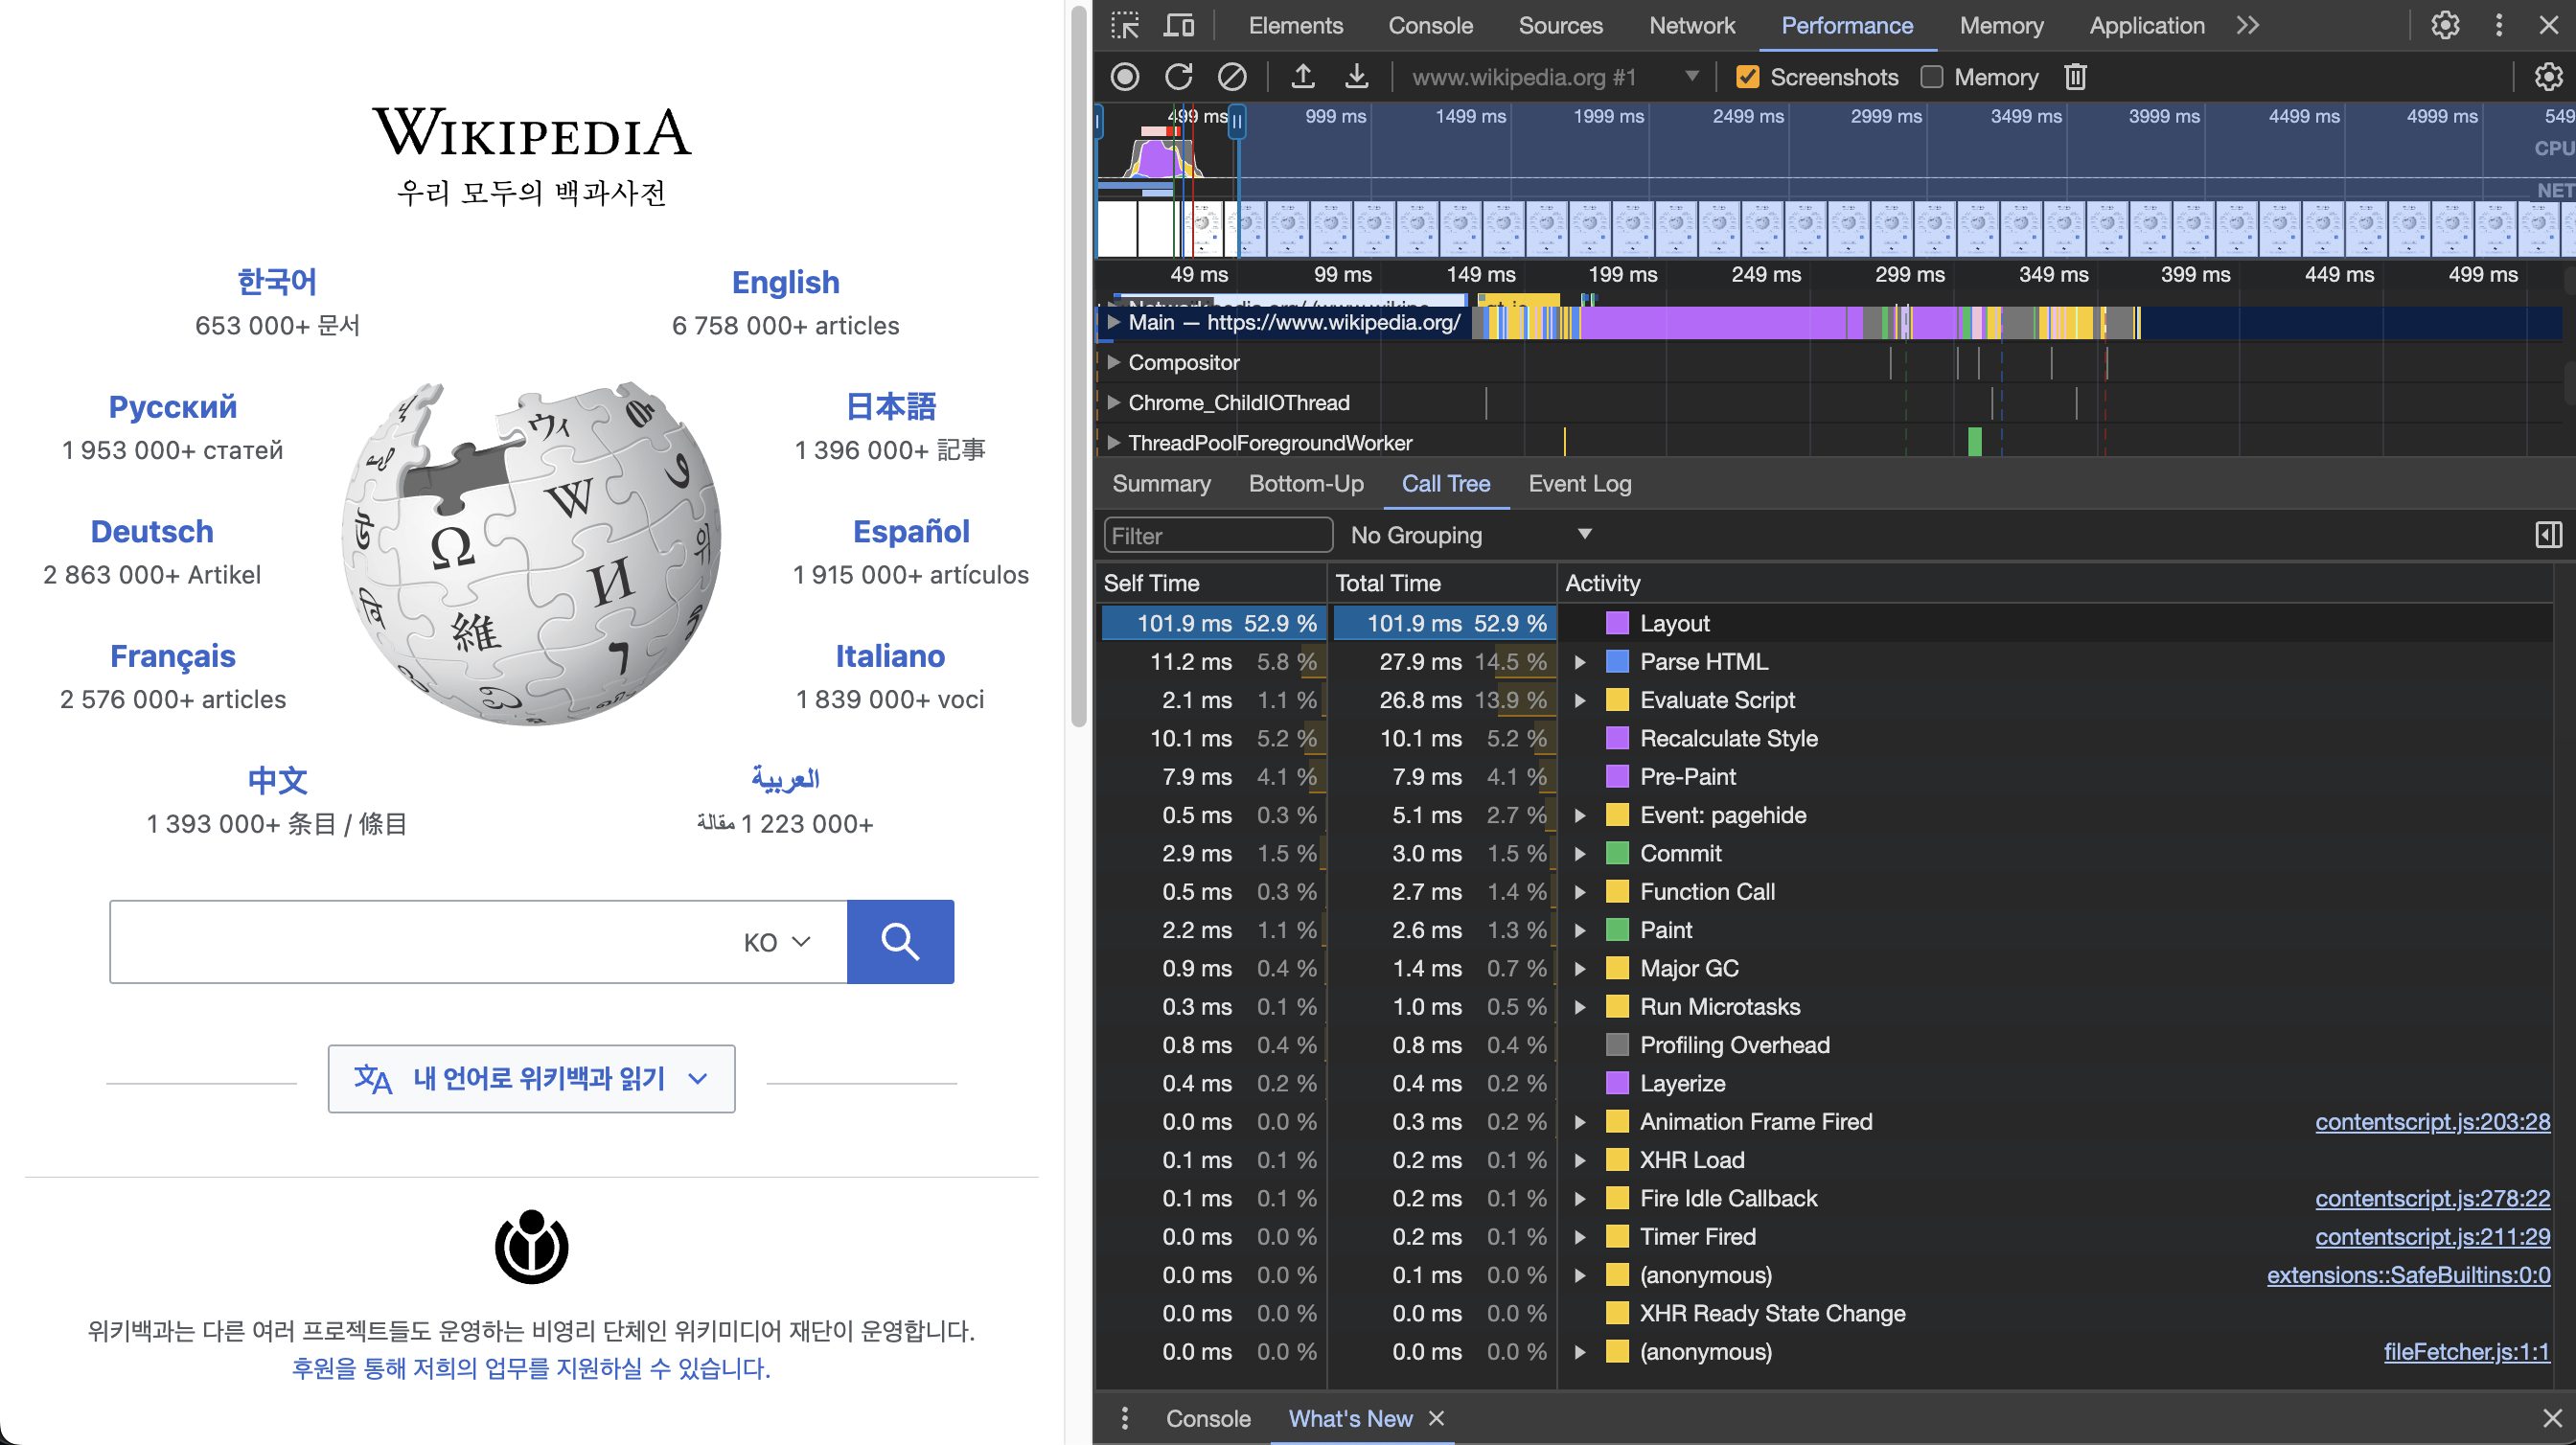 WIKIPEDIA
우리 모두의 백과사전
한국어
653 000+ 문서
English
6 758 000+ articles
Русский
1 953 000+ статей
日本語
1 396 000+ 記事
Deutsch
2 863 000+ Artikel
Español
1 915 000+ artículos
Français
2 576 000+ articles
Italiano
1 839 000+ voci
中文
1 393 000+ 条目 / 條目
العربية
1 223 000+ مقالة
Ω
W
И
維
ウィ
위
KO
内 언어로 위키백과 읽기
위키백과는 다른 여러 프로젝트들도 운영하는 비영리 단체인 위키미디어 재단이 운영합니다.
후원을 통해 저희의 업무를 지원하실 수 있습니다.
Elements Console Sources Network Performance Memory Application
www.wikipedia.org #1 Screenshots Memory
499 ms 999 ms 1499 ms 1999 ms 2499 ms 2999 ms 3499 ms 3999 ms 4499 ms 4999 ms 549
CPU
NET
49 ms 99 ms 149 ms 199 ms 249 ms 299 ms 349 ms 399 ms 449 ms 499 ms
Main — https://www.wikipedia.org/
Compositor
Chrome_ChildIOThread
ThreadPoolForegroundWorker
Summary Bottom-Up Call Tree Event Log
Filter No Grouping
Self Time Total Time Activity
101.9 ms 52.9 % 101.9 ms 52.9 % Layout
11.2 ms 5.8 % 27.9 ms 14.5 % Parse HTML
2.1 ms 1.1 % 26.8 ms 13.9 % Evaluate Script
10.1 ms 5.2 % 10.1 ms 5.2 % Recalculate Style
7.9 ms 4.1 % 7.9 ms 4.1 % Pre-Paint
0.5 ms 0.3 % 5.1 ms 2.7 % Event: pagehide
2.9 ms 1.5 % 3.0 ms 1.5 % Commit
0.5 ms 0.3 % 2.7 ms 1.4 % Function Call
2.2 ms 1.1 % 2.6 ms 1.3 % Paint
0.9 ms 0.4 % 1.4 ms 0.7 % Major GC
0.3 ms 0.1 % 1.0 ms 0.5 % Run Microtasks
0.8 ms 0.4 % 0.8 ms 0.4 % Profiling Overhead
0.4 ms 0.2 % 0.4 ms 0.2 % Layerize
0.0 ms 0.0 % 0.3 ms 0.2 % Animation Frame Fired contentscript.js:203:28
0.1 ms 0.1 % 0.2 ms 0.1 % XHR Load
0.1 ms 0.1 % 0.2 ms 0.1 % Fire Idle Callback contentscript.js:278:22
0.0 ms 0.0 % 0.2 ms 0.1 % Timer Fired contentscript.js:211:29
0.0 ms 0.0 % 0.1 ms 0.0 % (anonymous) extensions::SafeBuiltins:0:0
0.0 ms 0.0 % 0.0 ms 0.0 % XHR Ready State Change
0.0 ms 0.0 % 0.0 ms 0.0 % (anonymous) fileFetcher.js:1:1
Console What's New